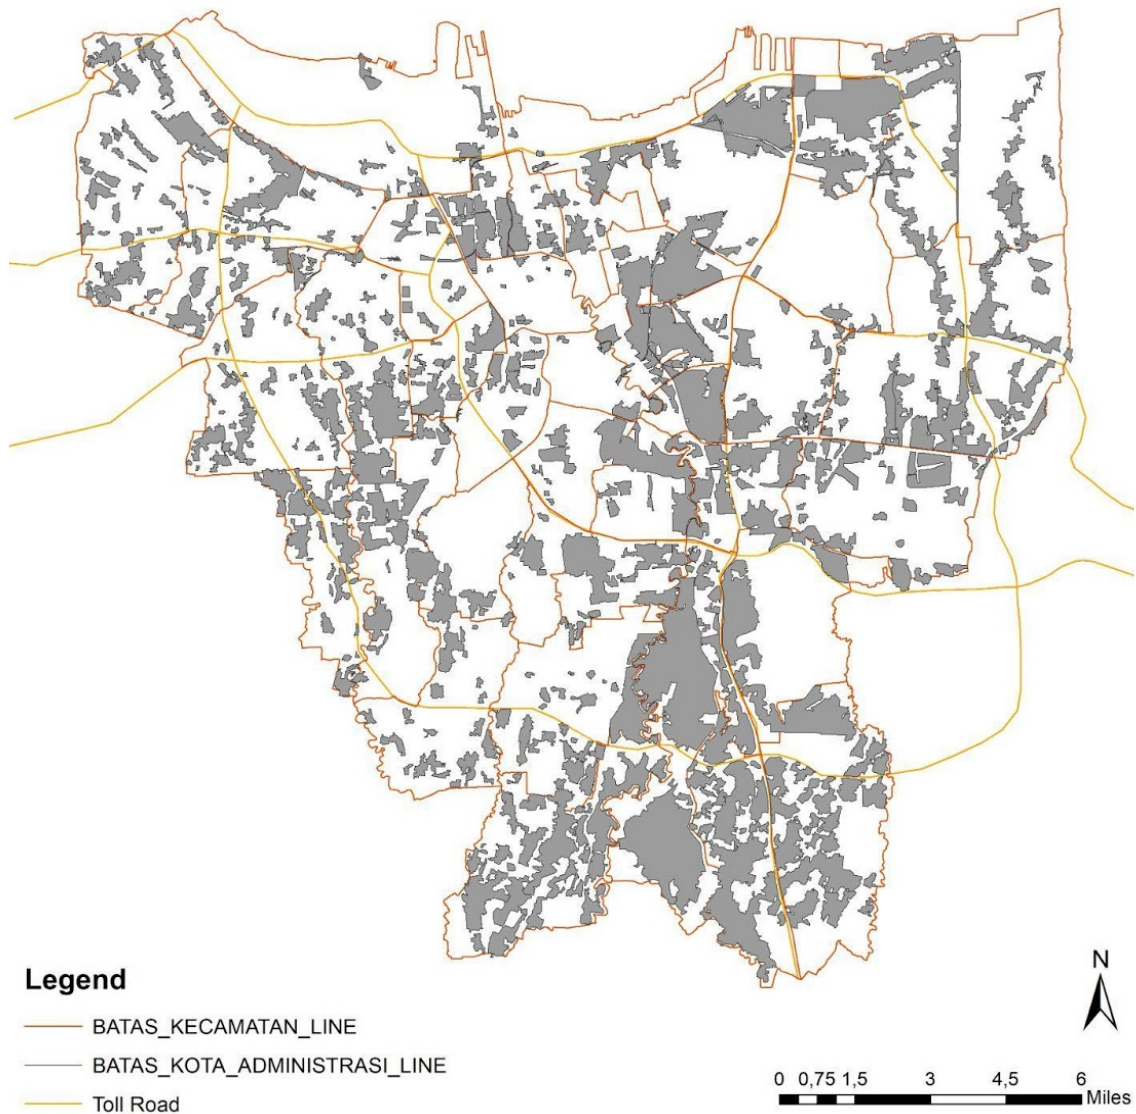 N
Legend
BATAS_KECAMATAN_LINE
BATAS_KOTA_ADMINISTRASI_LINE
Toll Road
0 0,75 1,5 3 4,5 6
Miles